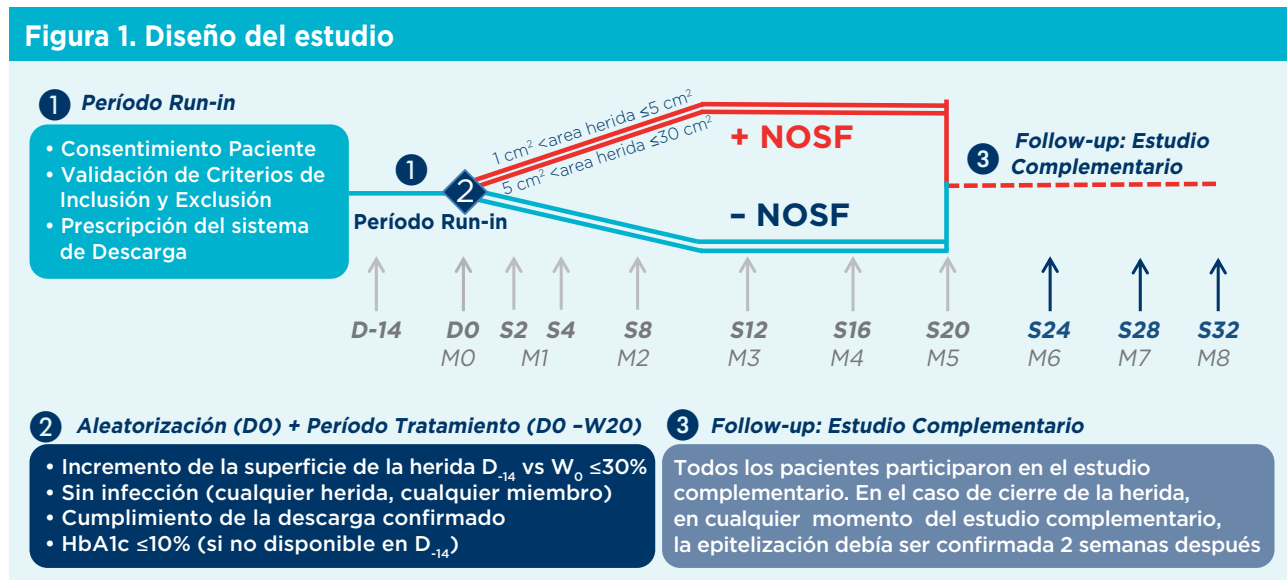 Figura 1. Diseño del estudio
1 Período Run-in
• Consentimiento Paciente
• Validación de Criterios de
Inclusión y Exclusión
• Prescripción del sistema
de Descarga
1
Período Run-in
2
1 cm² <area herida ≤5 cm²
5 cm² <area herida ≤30 cm²
+ NOSF
– NOSF
3 Follow-up: Estudio
Complementario
D-14 D0 S2 S4 S8 S12 S16 S20 S24 S28 S32
M0 M1 M2 M3 M4 M5 M6 M7 M8
2 Aleatorización (D0) + Período Tratamiento (D0 –W20)
• Incremento de la superficie de la herida D₋₁₄ vs W₀ ≤30%
• Sin infección (cualquier herida, cualquier miembro)
• Cumplimiento de la descarga confirmado
• HbA1c ≤10% (si no disponible en D₋₁₄)
3 Follow-up: Estudio Complementario
Todos los pacientes participaron en el estudio
complementario. En el caso de cierre de la herida,
en cualquier momento del estudio complementario,
la epitelización debía ser confirmada 2 semanas después